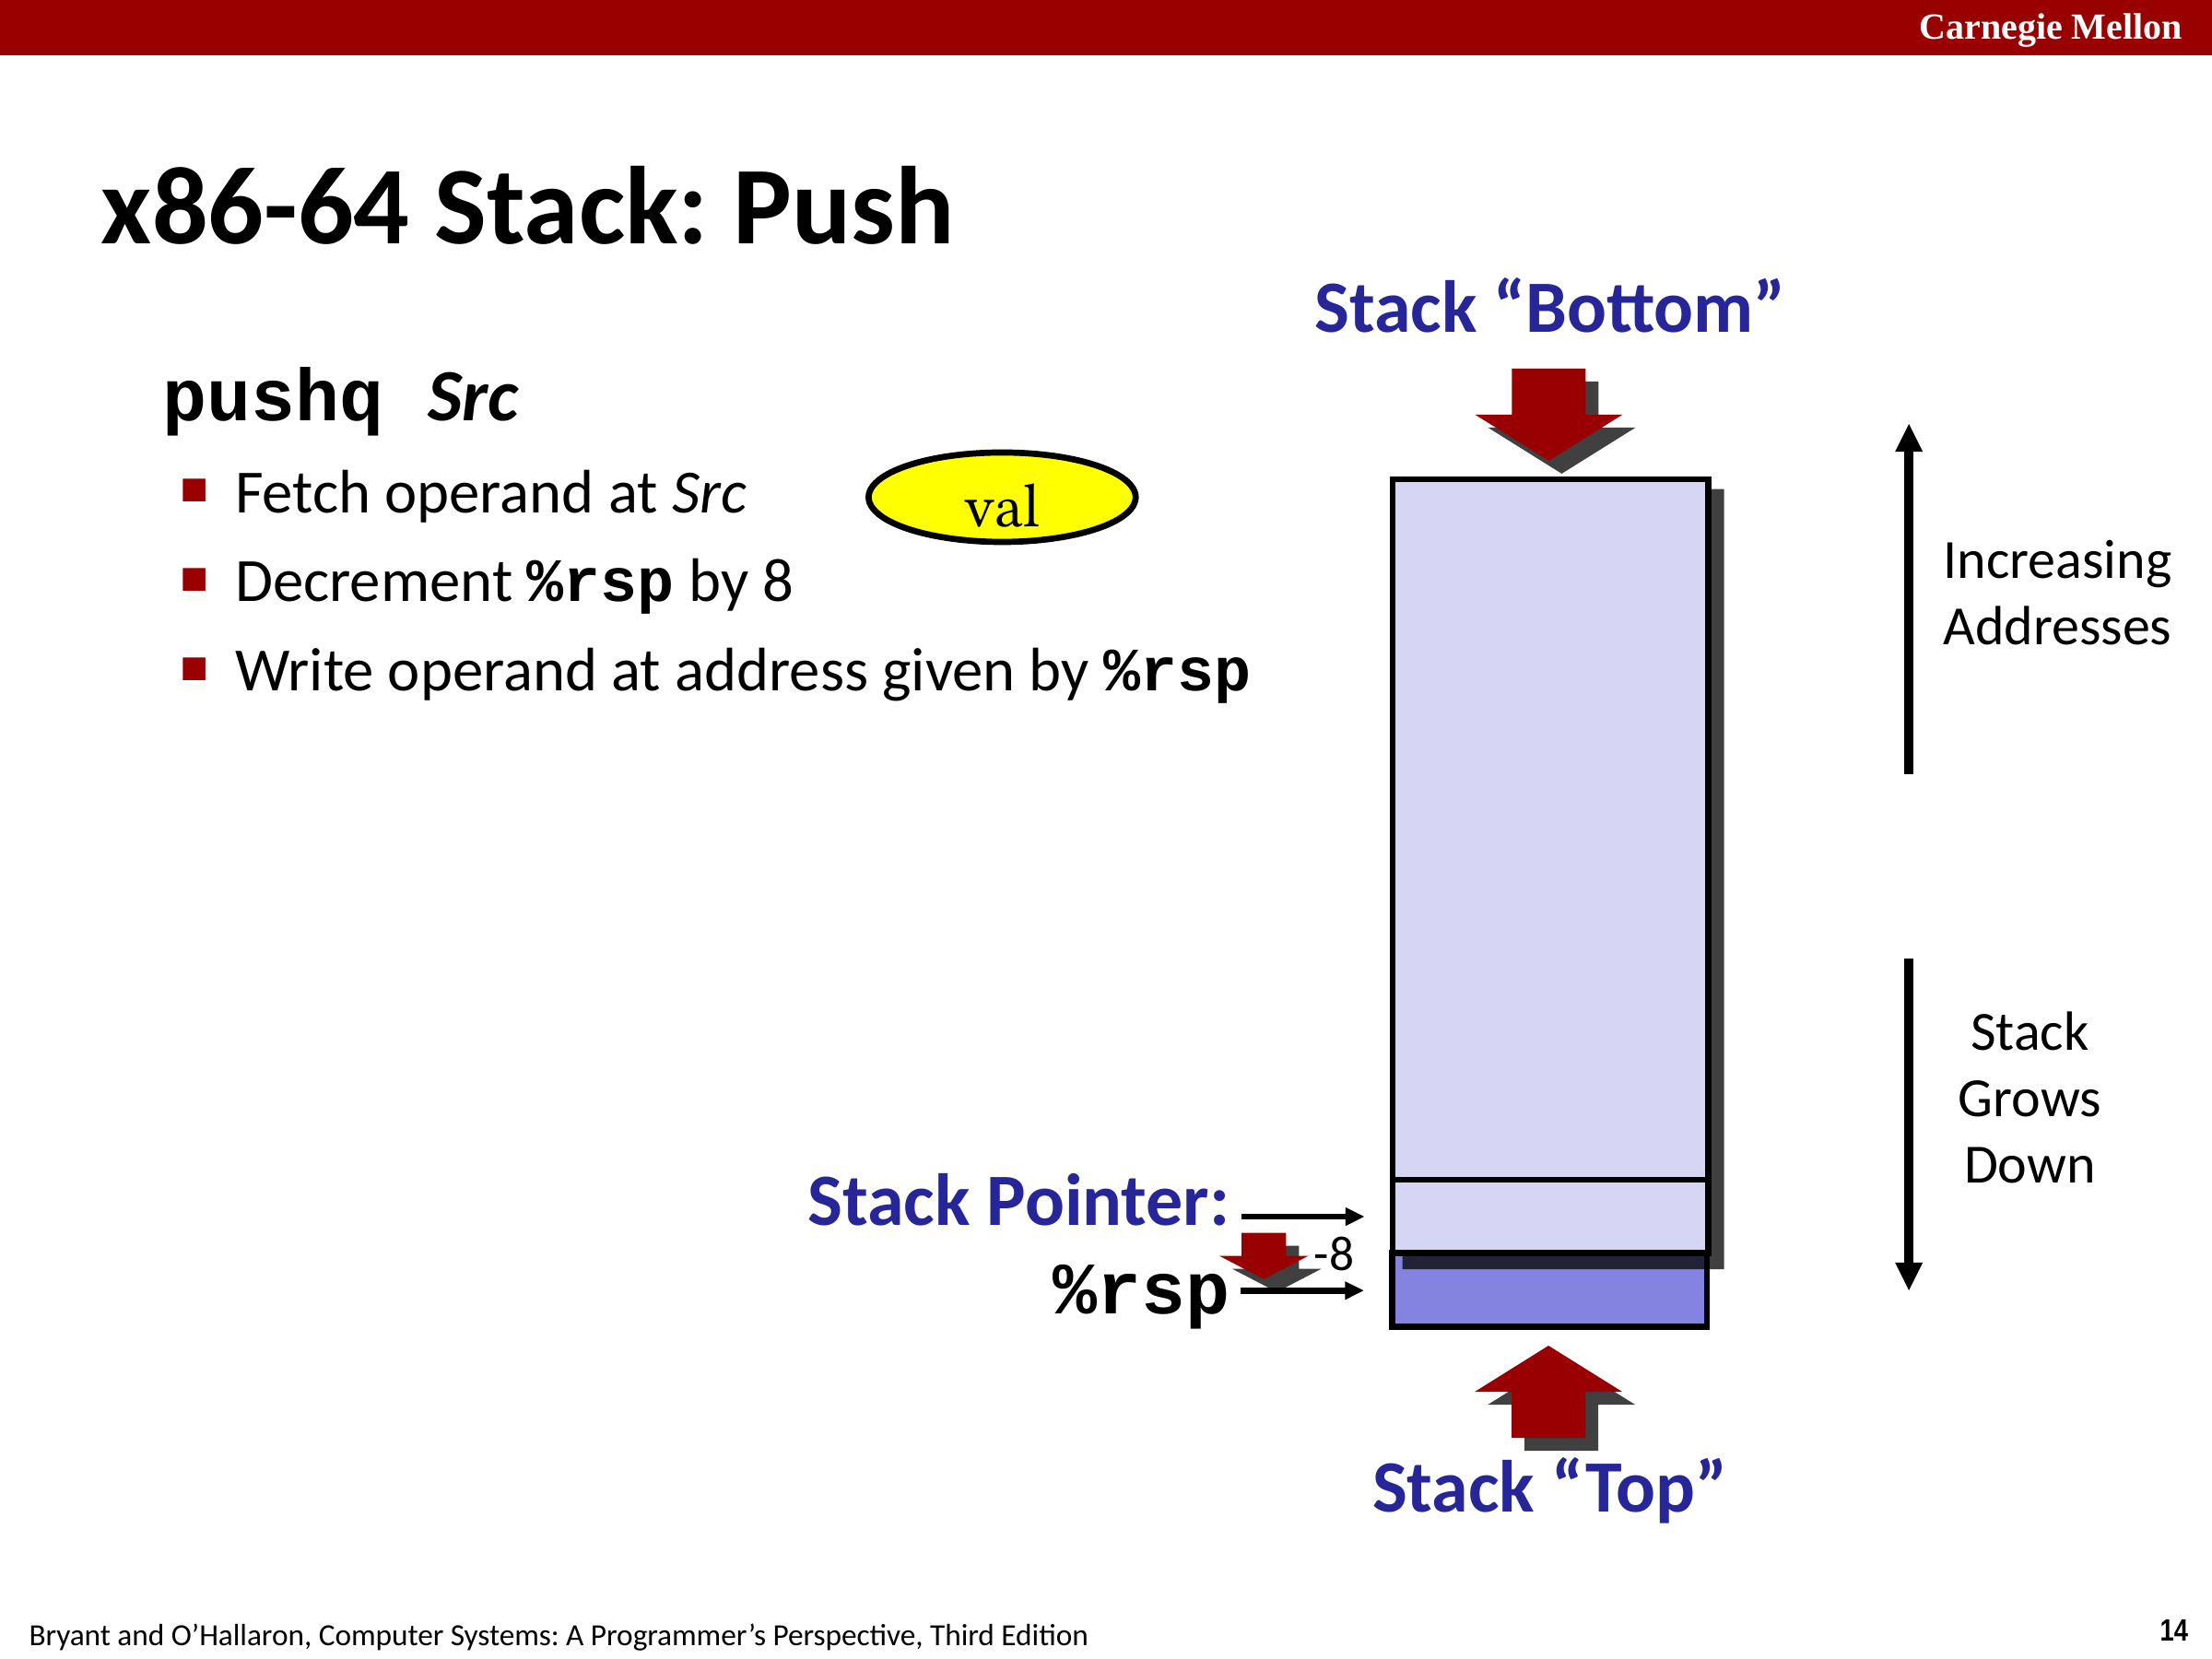 Carnegie Mellon
x86-64 Stack: Push
Stack “Bottom”
pushq Src
Fetch operand at Src
val
Decrement %rsp by 8
Write operand at address given by %rsp
Increasing
Addresses
Stack
Grows
Down
Stack Pointer:
-8
%rsp
Stack “Top”
Bryant and O’Hallaron, Computer Systems: A Programmer’s Perspective, Third Edition
14